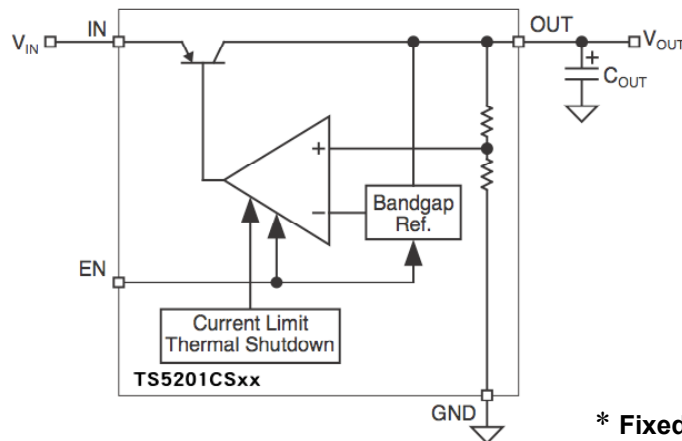 IN
OUT
VIN
VOUT
+
COUT
+
−
Bandgap
Ref.
EN
Current Limit
Thermal Shutdown
TS5201CSxx
GND
* Fixed